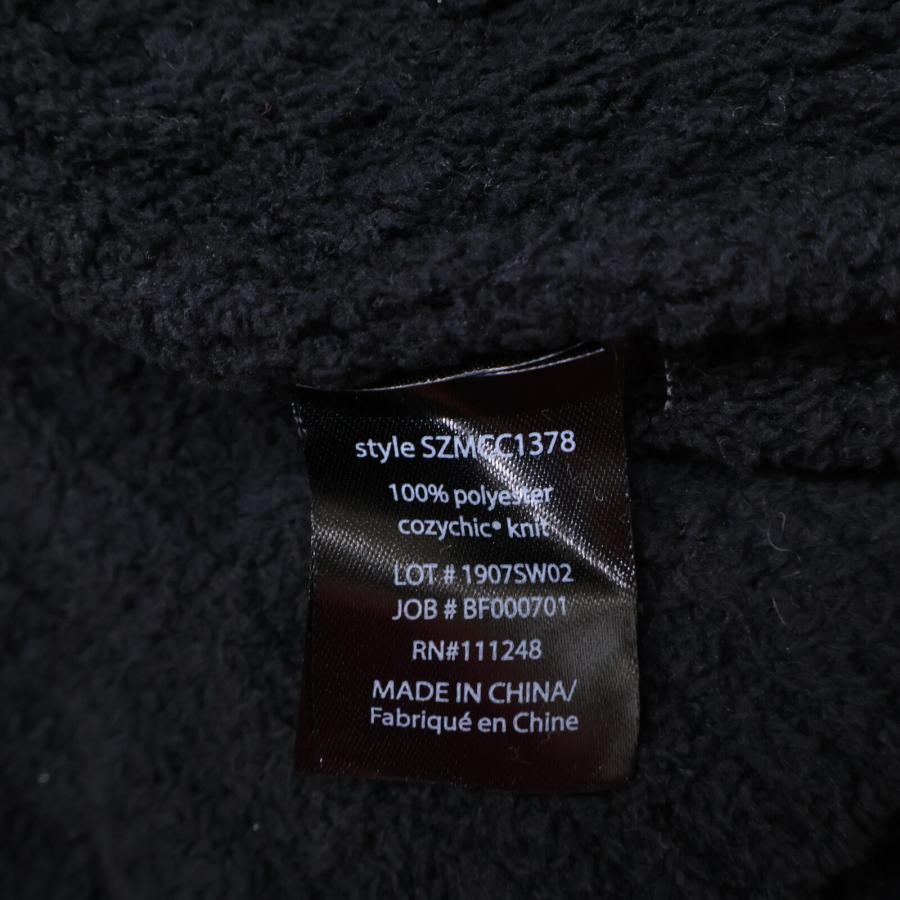 style SZMCC1378
100% polyester
cozychic® knit
LOT # 1907SW02
JOB # BF000701
RN#111248
MADE IN CHINA/
Fabriqué en Chine